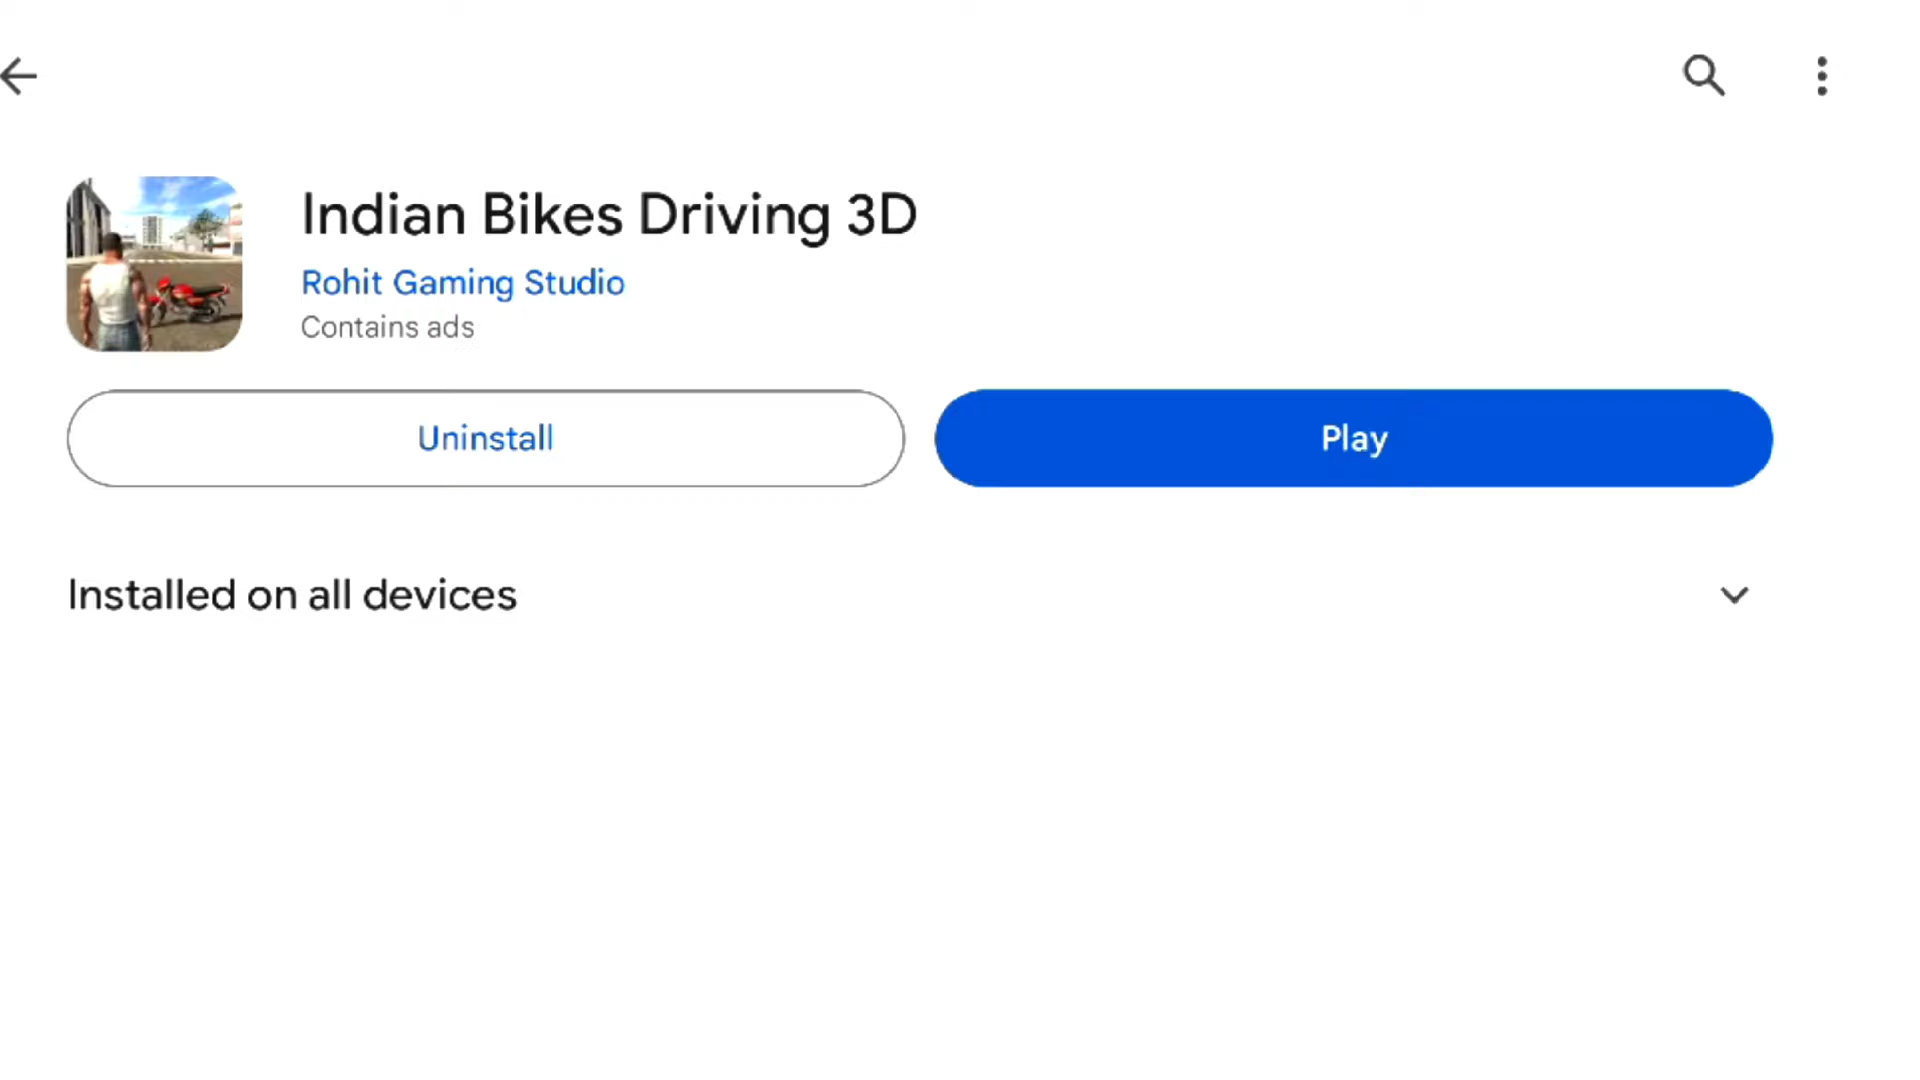 Indian Bikes Driving 3D
Rohit Gaming Studio
Contains ads
Uninstall
Play
Installed on all devices